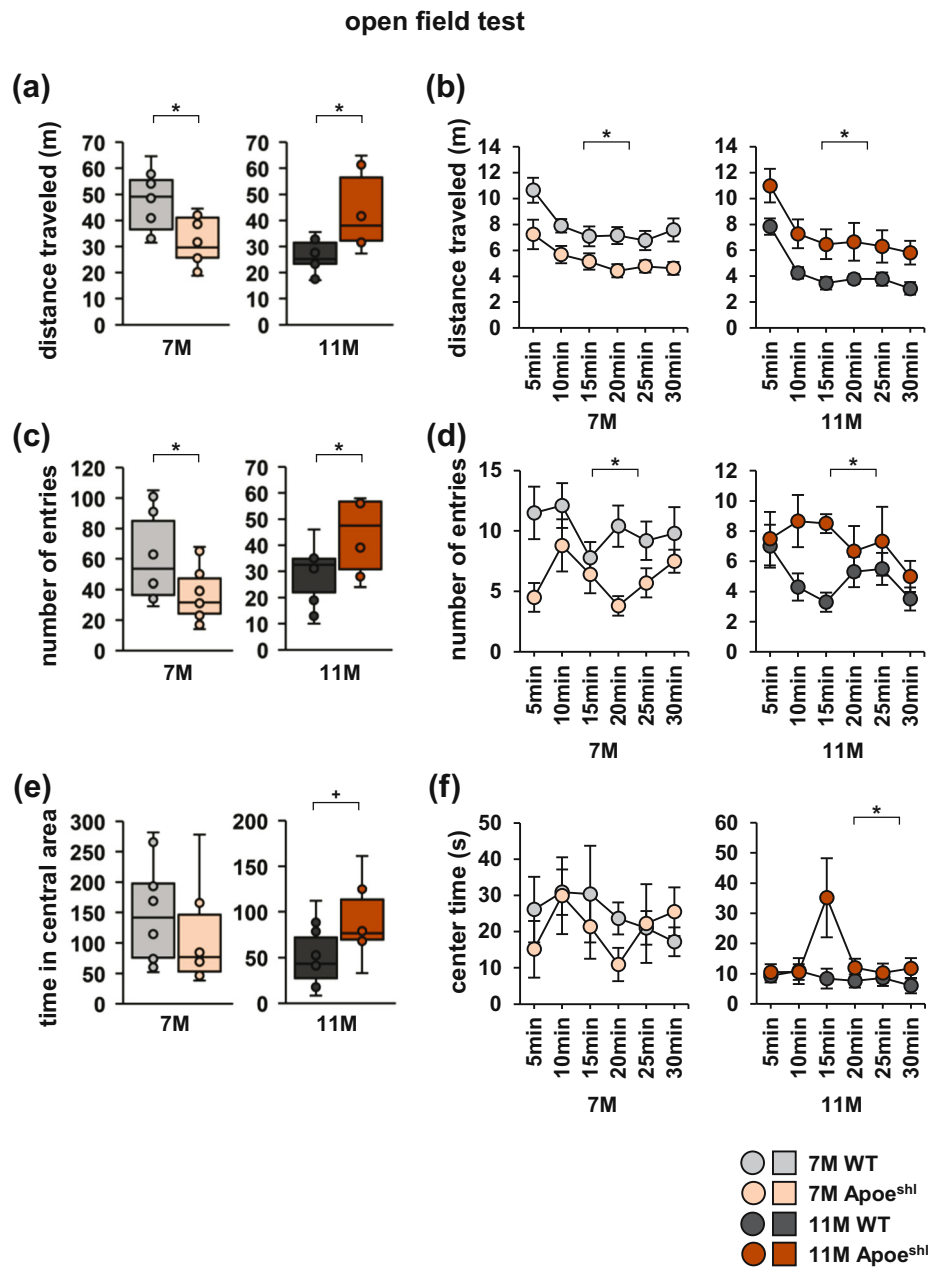 open field test
(a)
distance traveled (m)
70
60
50
40
30
20
10
0
*
7M
70
60
50
40
30
20
10
0
*
11M
(b)
distance traveled (m)
14
12
10
8
6
4
2
0
*
5min
10min
15min
20min
25min
30min
7M
14
12
10
8
6
4
2
0
*
5min
10min
15min
20min
25min
30min
11M
(c)
number of entries
120
100
80
60
40
20
0
*
7M
70
60
50
40
30
20
10
0
*
11M
(d)
number of entries
15
10
5
0
*
5min
10min
15min
20min
25min
30min
7M
12
10
8
6
4
2
0
*
5min
10min
15min
20min
25min
30min
11M
(e)
time in central area
300
250
200
150
100
50
0
7M
200
150
100
50
0
+
11M
(f)
center time (s)
50
40
30
20
10
0
5min
10min
15min
20min
25min
30min
7M
60
50
40
30
20
10
0
*
5min
10min
15min
20min
25min
30min
11M
7M WT
7M Apoeshl
11M WT
11M Apoeshl